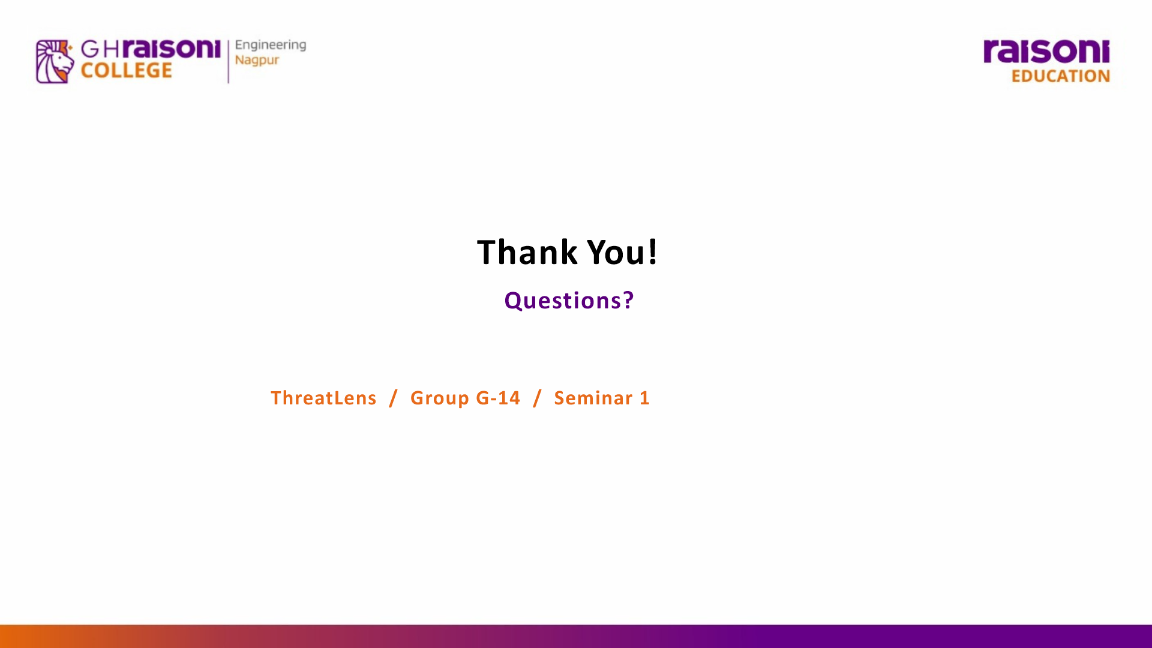 GHraisoni
COLLEGE
Engineering
Nagpur
raisoni
EDUCATION
Thank You!
Questions?
ThreatLens / Group G-14 / Seminar 1